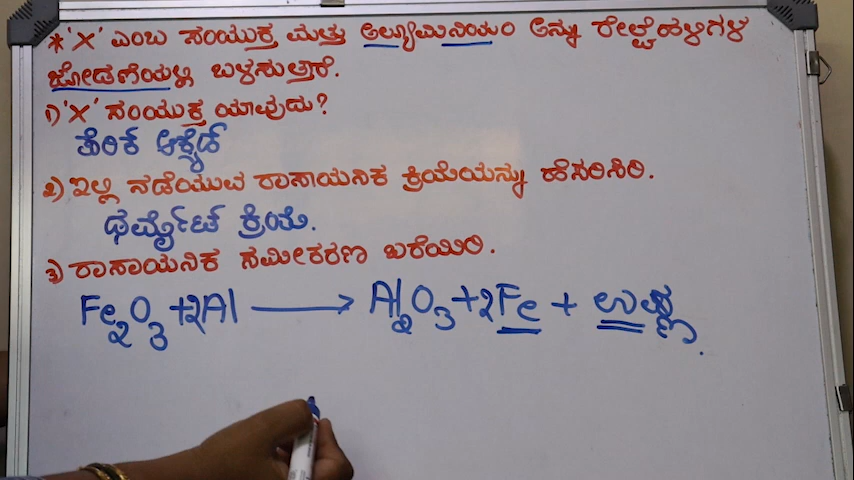 *'X' ಎಂಬ ಸಂಯುಕ್ತ ಮತ್ತು ಅಲ್ಯೂಮಿನಿಯಂ ಅನ್ನು ರೇಲ್ವೆಹಳಿಗಳ
ಜೋಡಣೆಯಲ್ಲಿ ಬಳಸುತ್ತಾರೆ.
1) 'X' ಸಂಯುಕ್ತ ಯಾವುದು?
ಫೆರಿಕ್ ಆಕ್ಸೈಡ್
2) ಇಲ್ಲಿ ನಡೆಯುವ ರಾಸಾಯನಿಕ ಕ್ರಿಯೆಯನ್ನು ಹೆಸರಿಸಿರಿ.
ಥರ್ಮೈಟ್ ಕ್ರಿಯೆ.
3) ರಾಸಾಯನಿಕ ಸಮೀಕರಣ ಬರೆಯಿರಿ.
Fe₂O₃ + 2Al ⟶ Al₂O₃ + 2Fe + ಉಷ್ಣ.